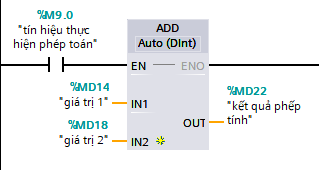 %M9.0
"tín hiệu thực
hiện phép toán"
ADD
Auto (DInt)
EN
ENO
%MD14
"giá trị 1"
IN1
%MD22
"kết quả phếp
tính"
OUT
%MD18
"giá trị 2"
IN2